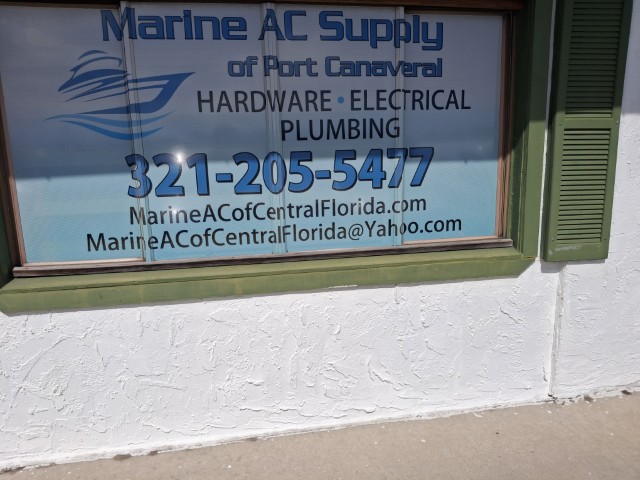 Marine AC Supply
of Port Canaveral
HARDWARE • ELECTRICAL
PLUMBING
321-205-5477
MarineACofCentralFlorida.com
MarineACofCentralFlorida@Yahoo.com